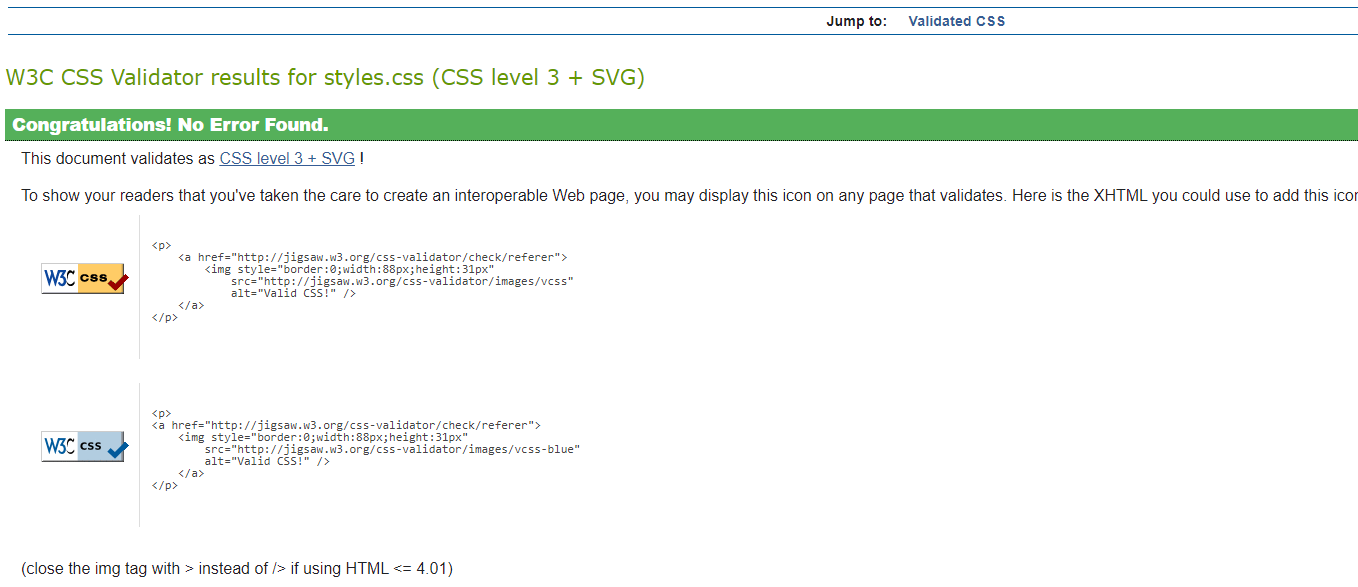 Jump to: Validated CSS
W3C CSS Validator results for styles.css (CSS level 3 + SVG)
Congratulations! No Error Found.
This document validates as CSS level 3 + SVG !
To show your readers that you've taken the care to create an interoperable Web page, you may display this icon on any page that validates. Here is the XHTML you could use to add this icon
W3C css
<p>
    <a href="http://jigsaw.w3.org/css-validator/check/referer">
        <img style="border:0;width:88px;height:31px"
            src="http://jigsaw.w3.org/css-validator/images/vcss"
            alt="Valid CSS!" />
    </a>
</p>
W3C css
<p>
<a href="http://jigsaw.w3.org/css-validator/check/referer">
    <img style="border:0;width:88px;height:31px"
        src="http://jigsaw.w3.org/css-validator/images/vcss-blue"
        alt="Valid CSS!" />
    </a>
</p>
(close the img tag with > instead of /> if using HTML <= 4.01)